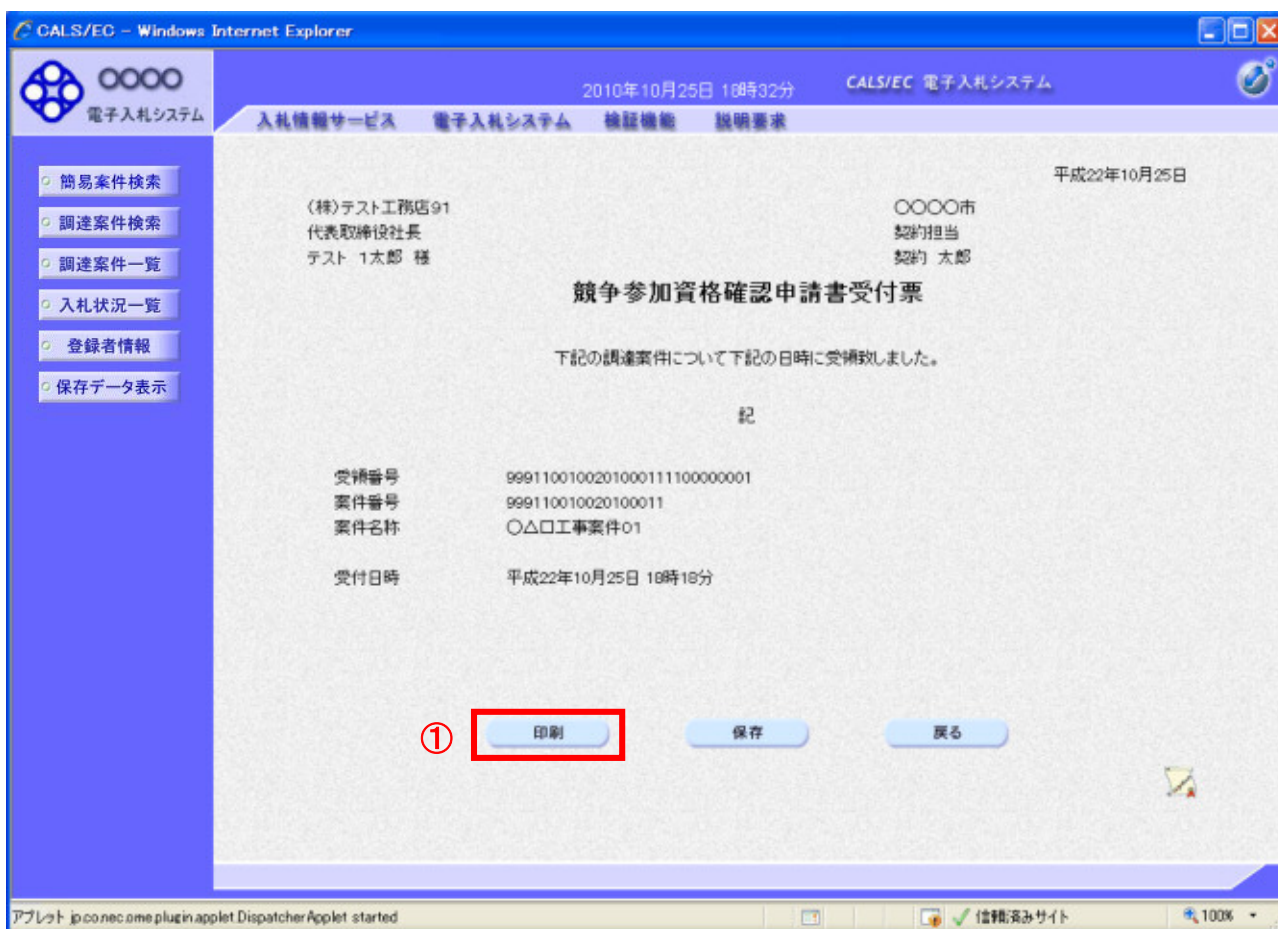 CALS/EC - Windows Internet Explorer
〇〇〇〇
電子入札システム
2010年10月25日 18時32分
CALS/EC 電子入札システム
入札情報サービス 電子入札システム 検証機能 説明要求
簡易案件検索
調達案件検索
調達案件一覧
入札状況一覧
登録者情報
保存データ表示
平成22年10月25日
(株)テスト工務店91
〇〇〇〇市
代表取締役社長
契約担当
テスト 1太郎 様
契約 太郎
競争参加資格確認申請書受付票
下記の調達案件について下記の日時に受領致しました。
記
受領番号 9991100100201000111100000001
案件番号 999110010020100011
案件名称 〇△口工事案件01
受付日時 平成22年10月25日 18時18分
①
印刷
保存
戻る
アプレット jp.co.nec.ome.plugin.applet.DispatcherApplet started
信頼済みサイト
100%